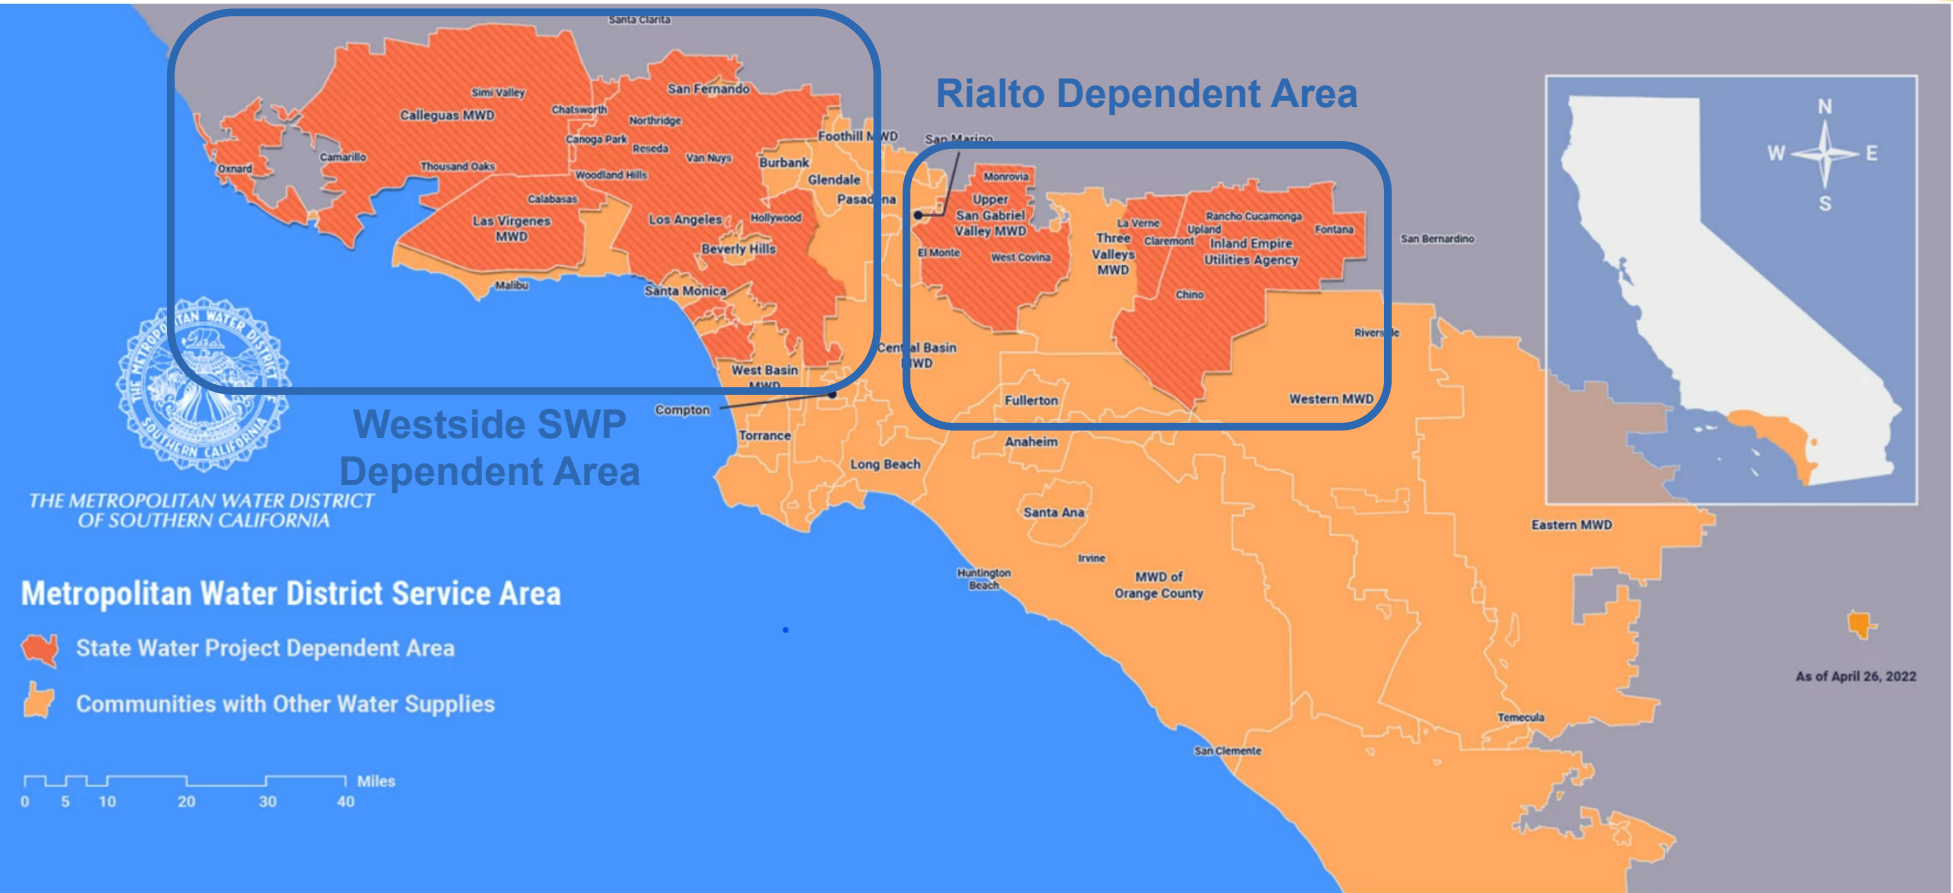 Santa Clarita
Rialto Dependent Area
San Fernando
Simi Valley
Chatsworth
Calleguas MWD
Northridge
Canoga Park
Reseda
Van Nuys
Foothill MWD
San Marino
Burbank
Camarillo
Oxnard
Thousand Oaks
Woodland Hills
Glendale
Pasadena
Calabasas
Las Virgenes
MWD
Los Angeles
Hollywood
Beverly Hills
Malibu
Santa Monica
Monrovia
Upper
San Gabriel
Valley MWD
El Monte
West Covina
La Verne
Three
Valleys
MWD
Claremont
Upland
Rancho Cucamonga
Fontana
Inland Empire
Utilities Agency
Chino
San Bernardino
N
W
E
S
Riverside
Central Basin
MWD
West Basin
MWD
Compton
Fullerton
Western MWD
Westside SWP
Dependent Area
Torrance
Anaheim
Long Beach
THE METROPOLITAN WATER DISTRICT
SOUTHERN CALIFORNIA
THE METROPOLITAN WATER DISTRICT
OF SOUTHERN CALIFORNIA
Santa Ana
Eastern MWD
Irvine
Huntington
Beach
MWD of
Orange County
Metropolitan Water District Service Area
State Water Project Dependent Area
Communities with Other Water Supplies
As of April 26, 2022
Temecula
San Clemente
Miles
0 5 10 20 30 40